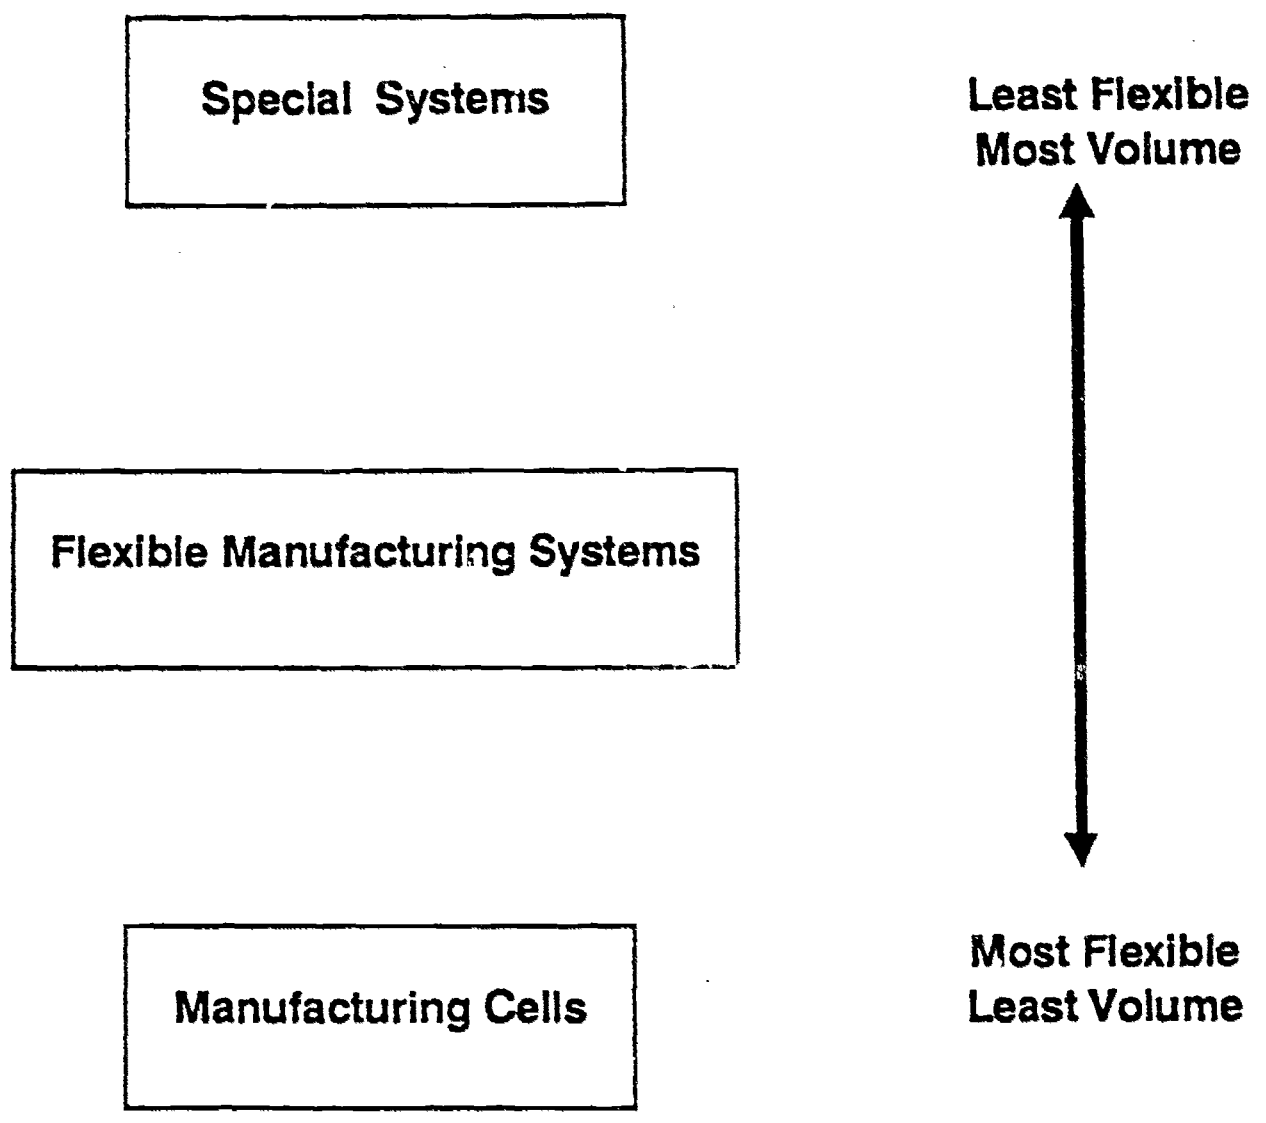 Special Systems
Least Flexible
Most Volume
Flexible Manufacturing Systems
Manufacturing Cells
Most Flexible
Least Volume